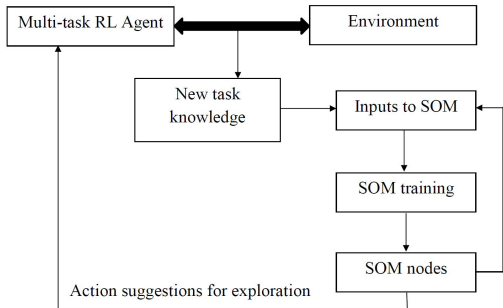 Multi-task RL Agent
Environment
New task
knowledge
Inputs to SOM
SOM training
SOM nodes
Action suggestions for exploration